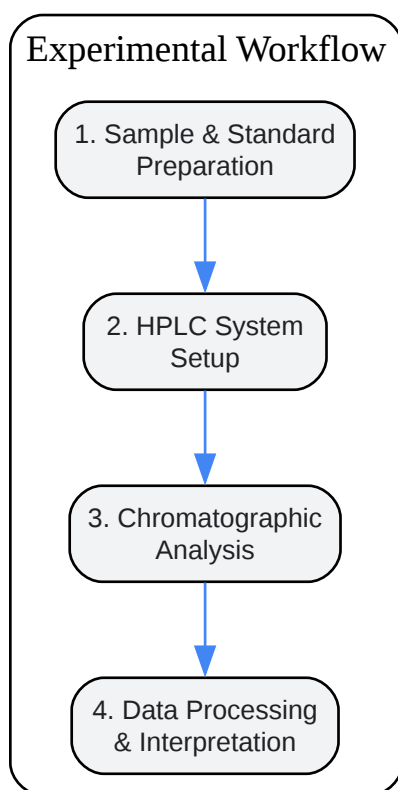 Experimental Workflow
1. Sample & Standard
Preparation
2. HPLC System
Setup
3. Chromatographic
Analysis
4. Data Processing
& Interpretation